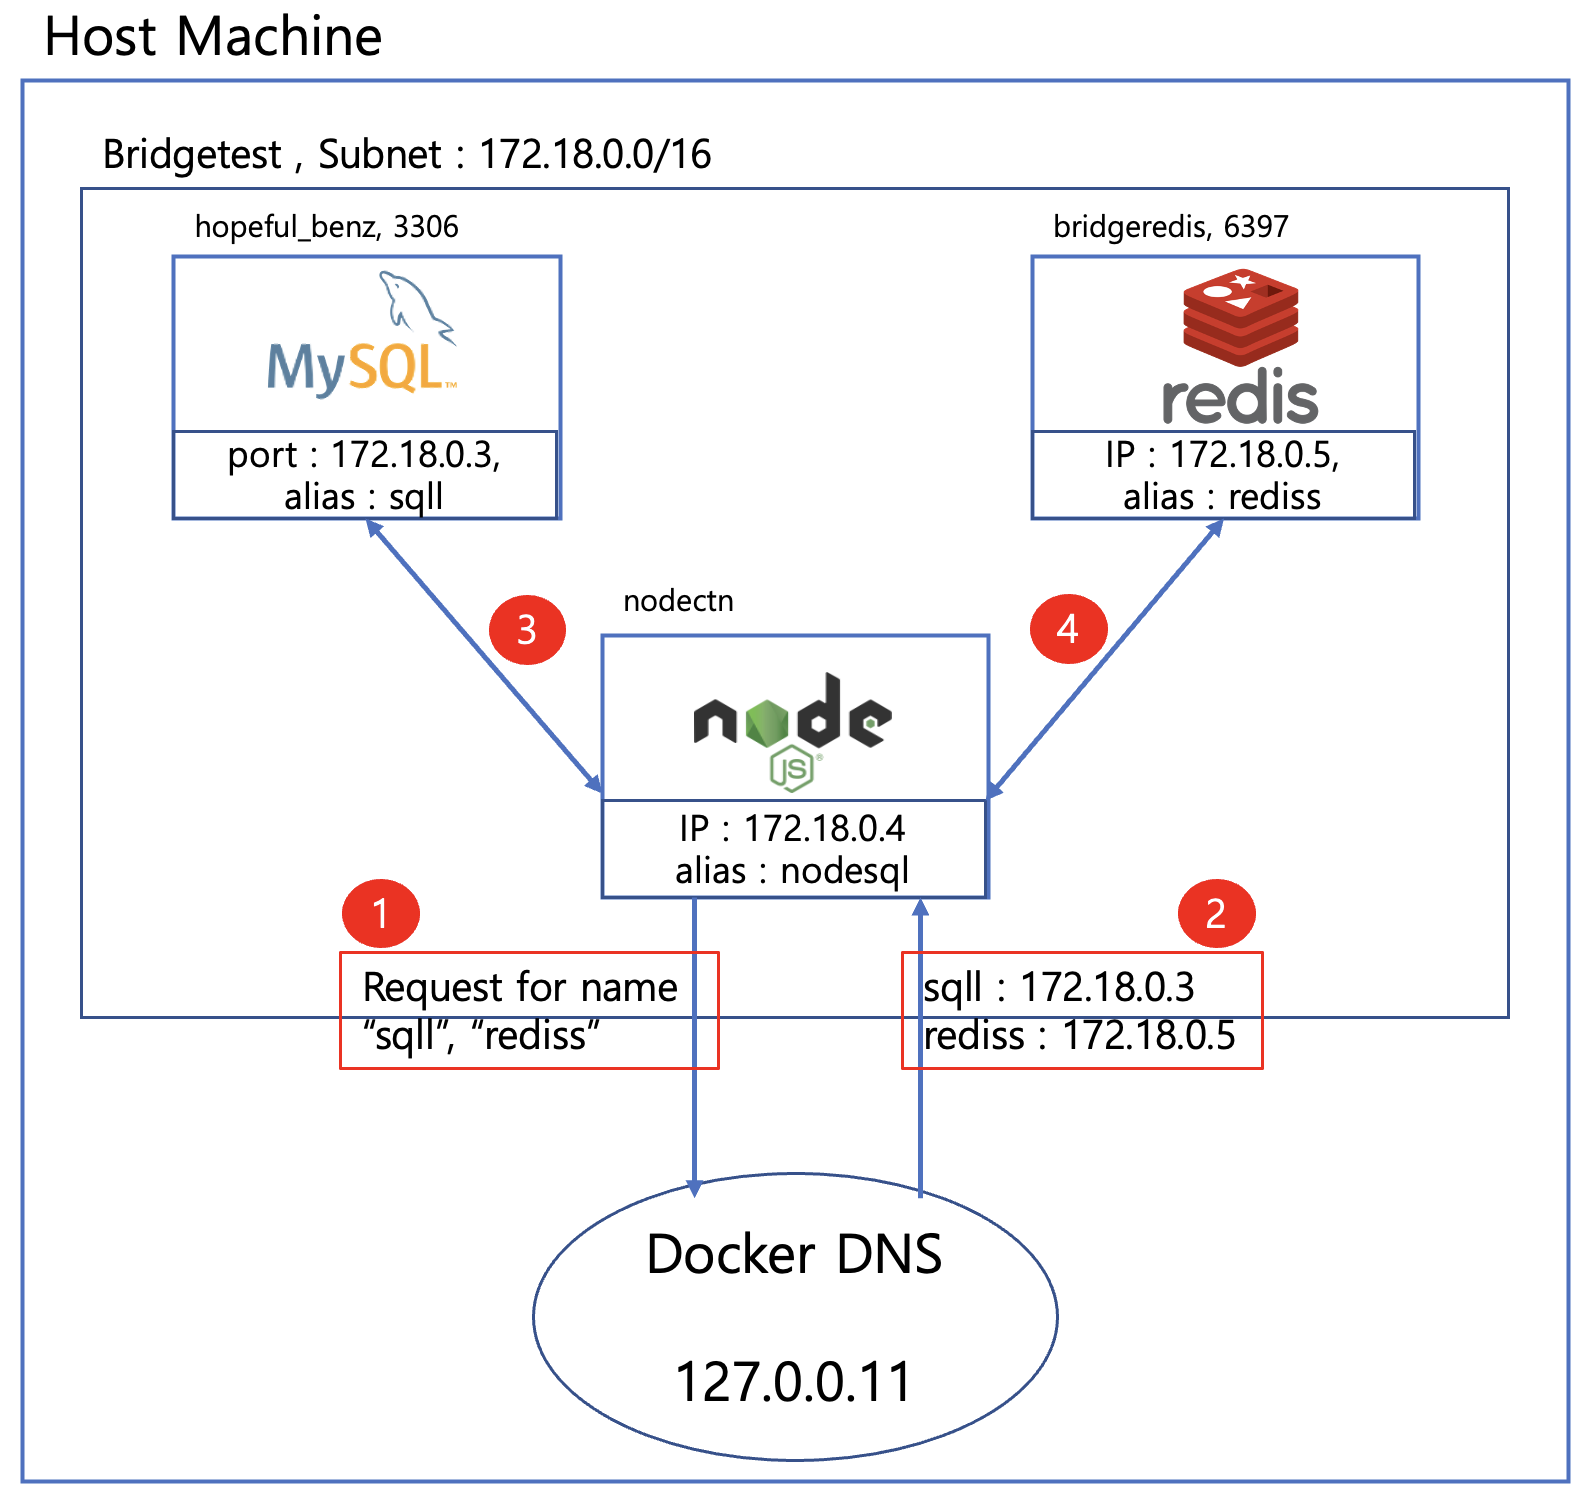 Host Machine
Bridgetest , Subnet : 172.18.0.0/16
hopeful_benz, 3306
MySQL™
port : 172.18.0.3,
alias : sqll
bridgeredis, 6397
redis
IP : 172.18.0.5,
alias : rediss
3
4
nodectn
node
JS®
IP : 172.18.0.4
alias : nodesql
1
Request for name
“sqll”, “rediss”
2
sqll : 172.18.0.3
rediss : 172.18.0.5
Docker DNS
127.0.0.11